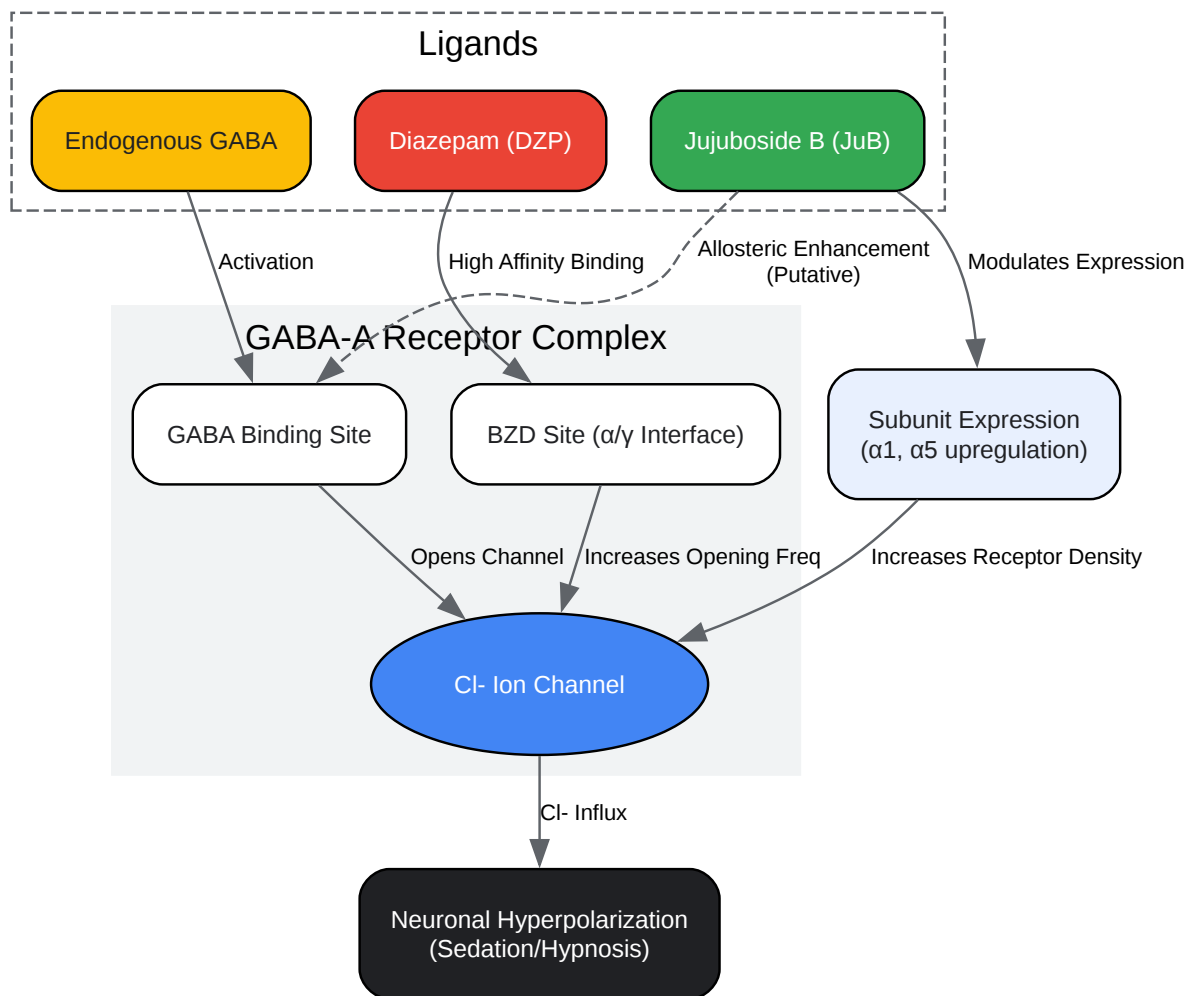 Ligands
Endogenous GABA
Diazepam (DZP)
Jujuboside B (JuB)
Activation
High Affinity Binding
Allosteric Enhancement
(Putative)
Modulates Expression
GABA-A Receptor Complex
GABA Binding Site
BZD Site (α/γ Interface)
Subunit Expression
(α1, α5 upregulation)
Opens Channel
Increases Opening Freq
Increases Receptor Density
Cl- Ion Channel
Cl- Influx
Neuronal Hyperpolarization
(Sedation/Hypnosis)